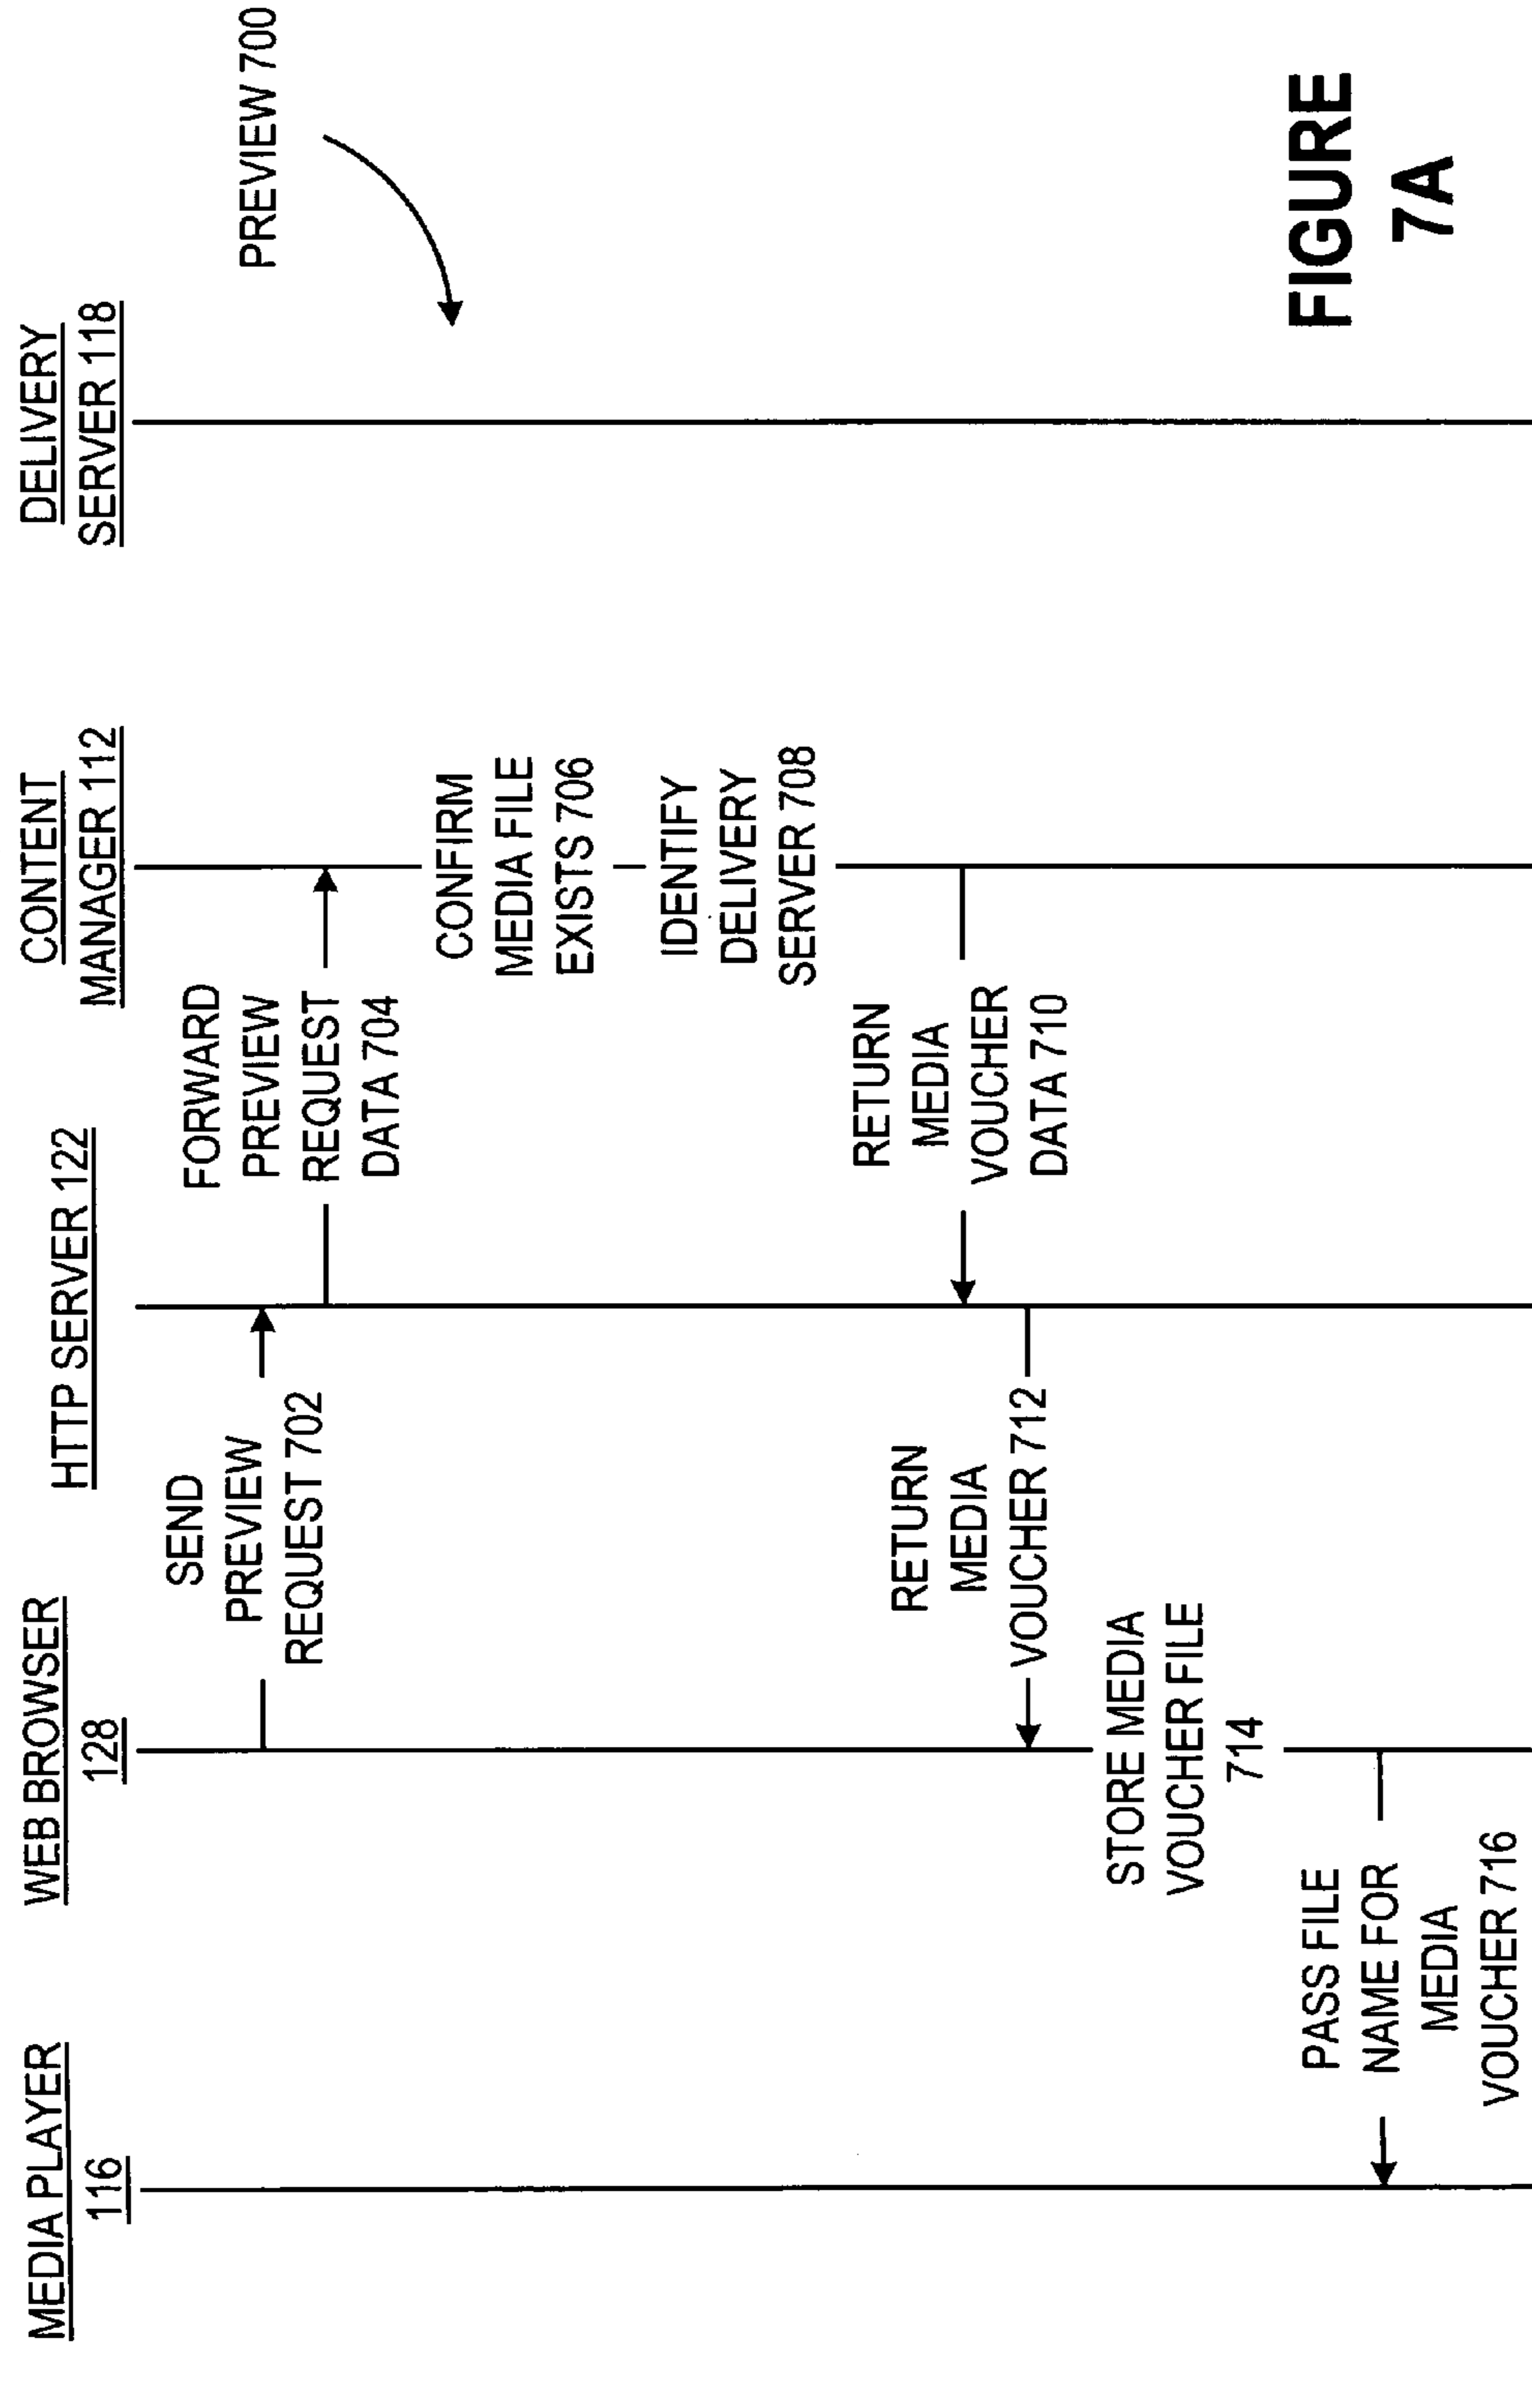 MEDIA PLAYER
116
WEB BROWSER
128
HTTP SERVER 122
CONTENT
MANAGER 112
DELIVERY
SERVER 118
PREVIEW 700
SEND
PREVIEW
REQUEST 702
FORWARD
PREVIEW
REQUEST
DATA 704
CONFIRM
MEDIA FILE
EXISTS 706
IDENTIFY
DELIVERY
SERVER 708
RETURN
MEDIA
VOUCHER
DATA 710
RETURN
MEDIA
VOUCHER 712
STORE MEDIA
VOUCHER FILE
714
PASS FILE
NAME FOR
MEDIA
VOUCHER 716
FIGURE
7A